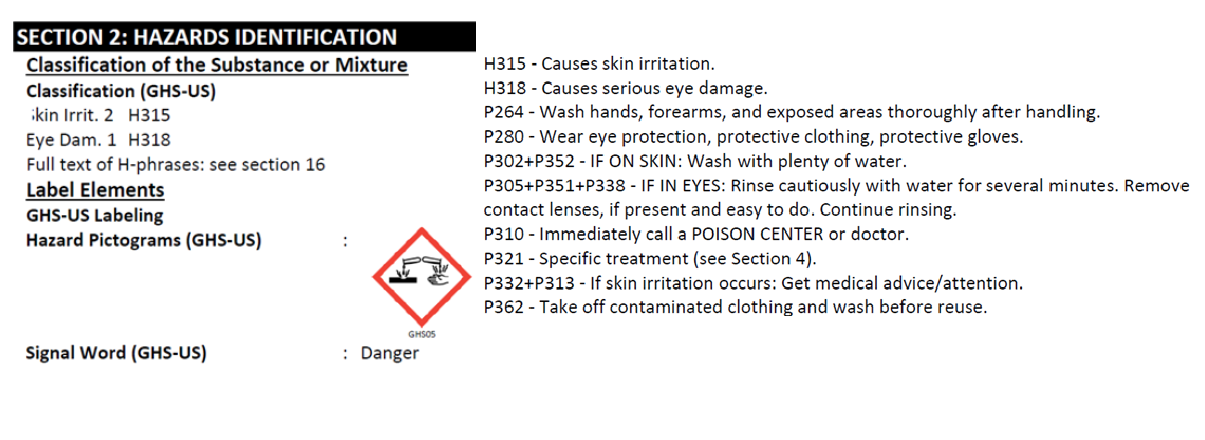 SECTION 2: HAZARDS IDENTIFICATION
Classification of the Substance or Mixture
Classification (GHS-US)
Skin Irrit. 2 H315
Eye Dam. 1 H318
Full text of H-phrases: see section 16
Label Elements
GHS-US Labeling
Hazard Pictograms (GHS-US) :
GHS05
Signal Word (GHS-US) : Danger
H315 - Causes skin irritation.
H318 - Causes serious eye damage.
P264 - Wash hands, forearms, and exposed areas thoroughly after handling.
P280 - Wear eye protection, protective clothing, protective gloves.
P302+P352 - IF ON SKIN: Wash with plenty of water.
P305+P351+P338 - IF IN EYES: Rinse cautiously with water for several minutes. Remove
contact lenses, if present and easy to do. Continue rinsing.
P310 - Immediately call a POISON CENTER or doctor.
P321 - Specific treatment (see Section 4).
P332+P313 - If skin irritation occurs: Get medical advice/attention.
P362 - Take off contaminated clothing and wash before reuse.